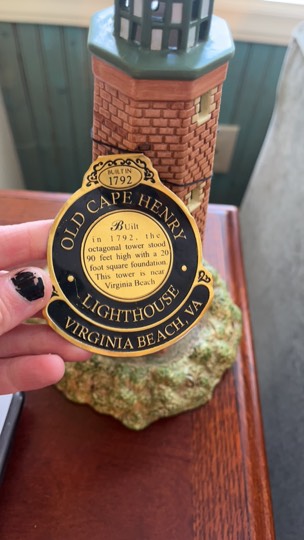 BUILT IN
1792
OLD CAPE HENRY
Built
in 1792, the
octagonal tower stood
90 feet high with a 20
foot square foundation.
This tower is near
Virginia Beach
LIGHTHOUSE
VIRGINIA BEACH, VA